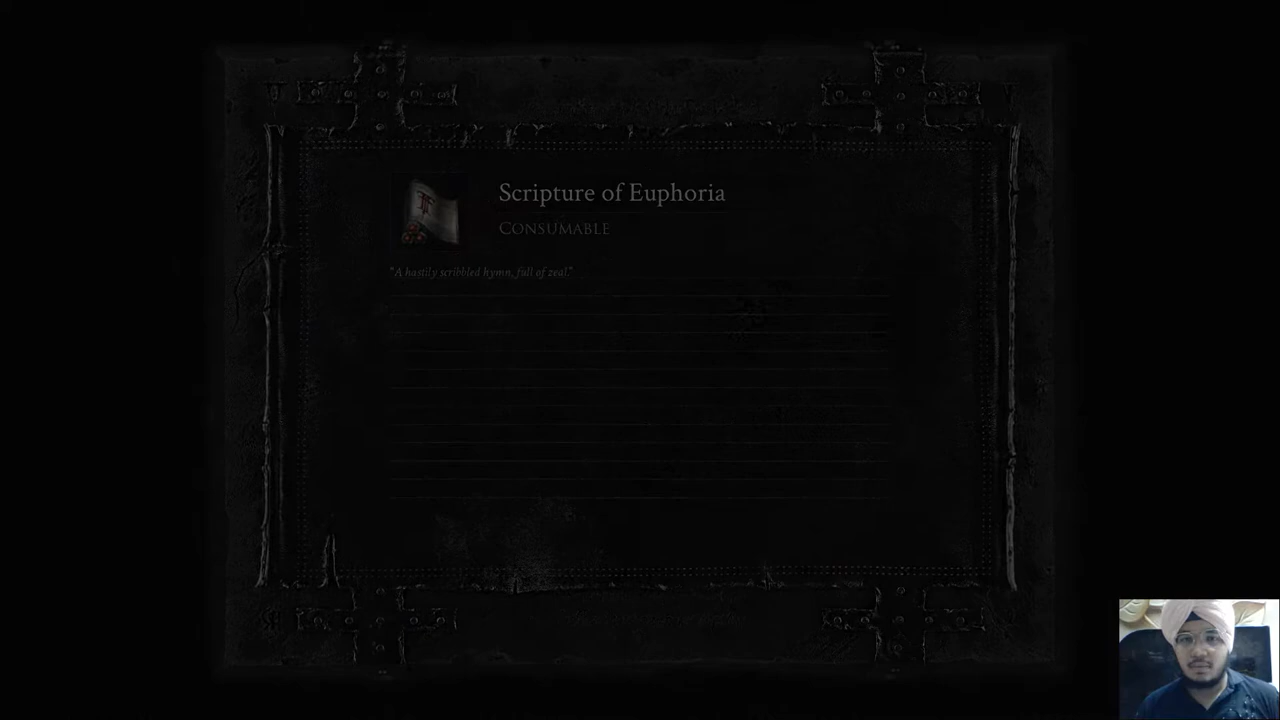 Scripture of Euphoria
Consumable
"A hastily scribbled hymn, full of zeal."